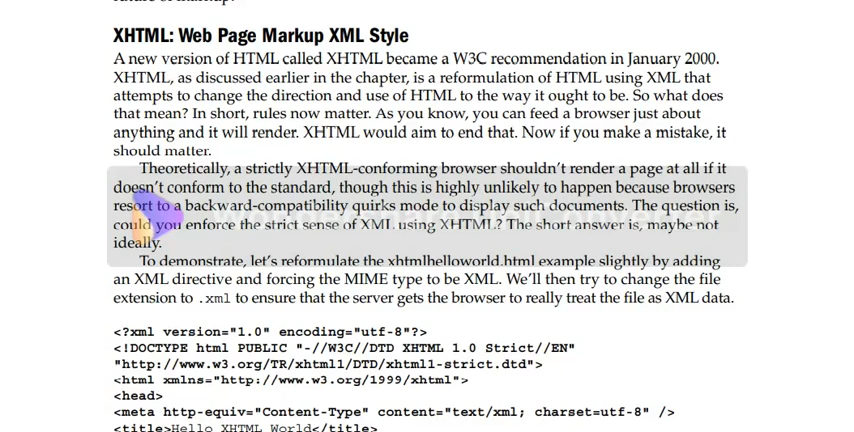 XHTML: Web Page Markup XML Style
A new version of HTML called XHTML became a W3C recommendation in January 2000.
XHTML, as discussed earlier in the chapter, is a reformulation of HTML using XML that
attempts to change the direction and use of HTML to the way it ought to be. So what does
that mean? In short, rules now matter. As you know, you can feed a browser just about
anything and it will render. XHTML would aim to end that. Now if you make a mistake, it
should matter.
Theoretically, a strictly XHTML-conforming browser shouldn't render a page at all if it
doesn't conform to the standard, though this is highly unlikely to happen because browsers
resort to a backward-compatibility quirks mode to display such documents. The question is,
could you enforce the strict sense of XML using XHTML? The short answer is, maybe not
ideally.
To demonstrate, let's reformulate the xhtmlhelloworld.html example slightly by adding
an XML directive and forcing the MIME type to be XML. We'll then try to change the file
extension to .xml to ensure that the server gets the browser to really treat the file as XML data.
<?xml version="1.0" encoding="utf-8"?>
<!DOCTYPE html PUBLIC "-//W3C//DTD XHTML 1.0 Strict//EN"
"http://www.w3.org/TR/xhtml1/DTD/xhtml1-strict.dtd">
<html xmlns="http://www.w3.org/1999/xhtml">
<head>
<meta http-equiv="Content-Type" content="text/xml; charset=utf-8" />
<title>Hello XHTML World</title>